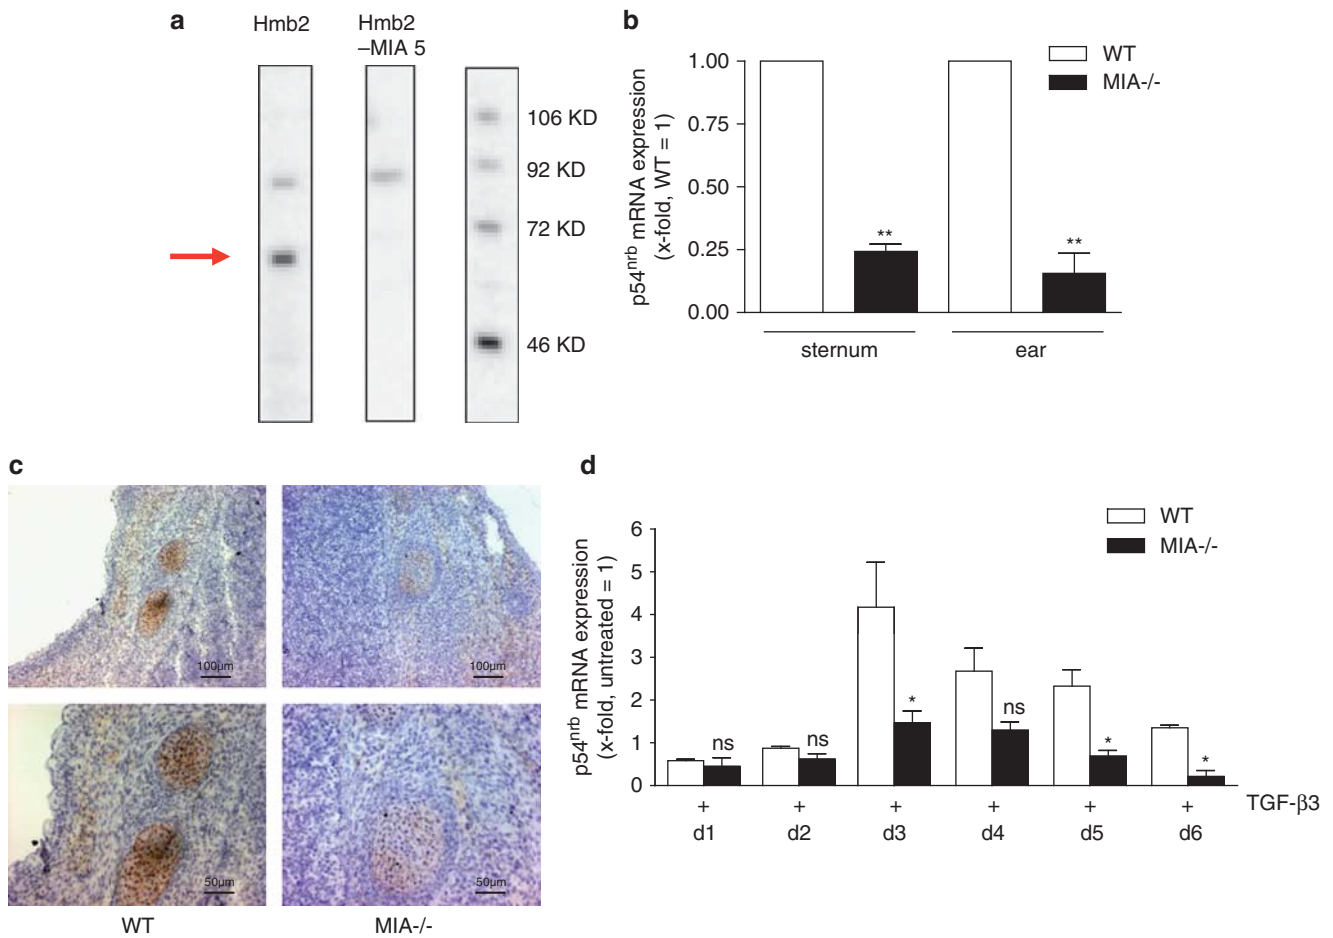 a
Hmb2
Hmb2
–MIA 5
106 KD
92 KD
72 KD
46 KD
b
p54nrb mRNA expression
(x-fold, WT = 1)
1.00
0.75
0.50
0.25
0.00
**
**
sternum
ear
WT
MIA-/-
c
100µm
100µm
50µm
50µm
WT
MIA-/-
d
p54nrb mRNA expression
(x-fold, untreated = 1)
6
5
4
3
2
1
0
ns
ns
*
ns
*
*
WT
MIA-/-
+ + + + + + TGF-β3
d1 d2 d3 d4 d5 d6